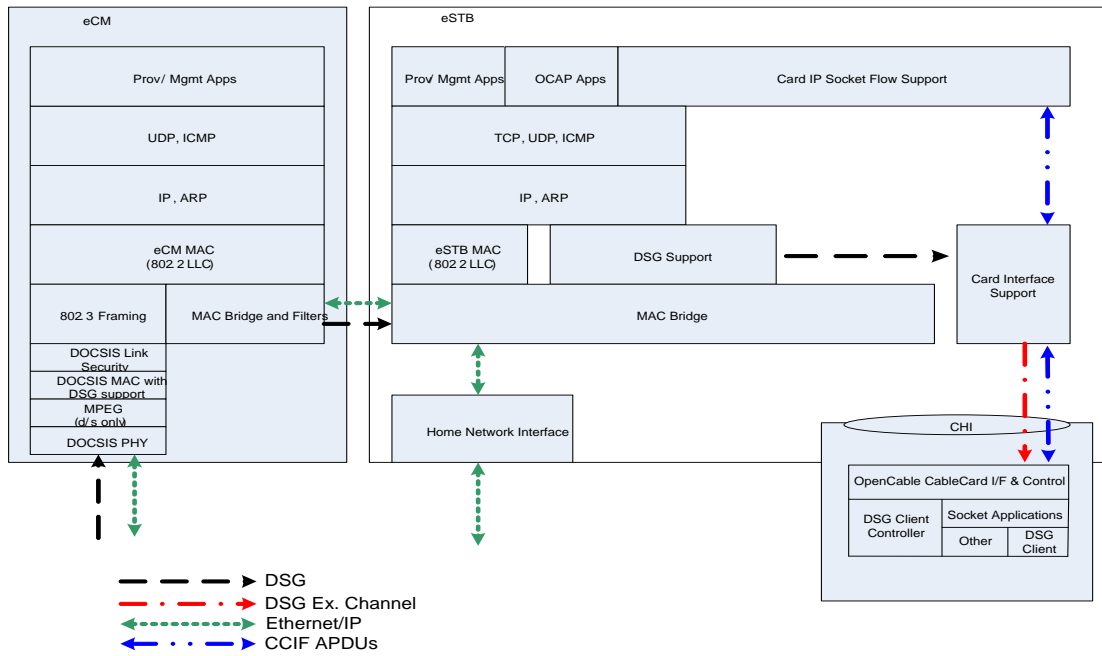 eCM
eSTB
Prov/ Mgmt Apps
Prov/ Mgmt Apps
OCAP Apps
Card IP Socket Flow Support
UDP, ICMP
TCP, UDP, ICMP
IP , ARP
IP , ARP
eCM MAC
(802.2 LLC)
eSTB MAC
(802.2 LLC)
DSG Support
Card Interface
Support
802.3 Framing
MAC Bridge and Filters
MAC Bridge
DOCSIS Link
Security
DOCSIS MAC with
DSG support
MPEG
(d/s only)
DOCSIS PHY
Home Network Interface
CHI
OpenCable CableCard I/F & Control
DSG Client
Controller
Socket Applications
Other
DSG
Client
DSG
DSG Ex. Channel
Ethernet/IP
CCIF APDUs